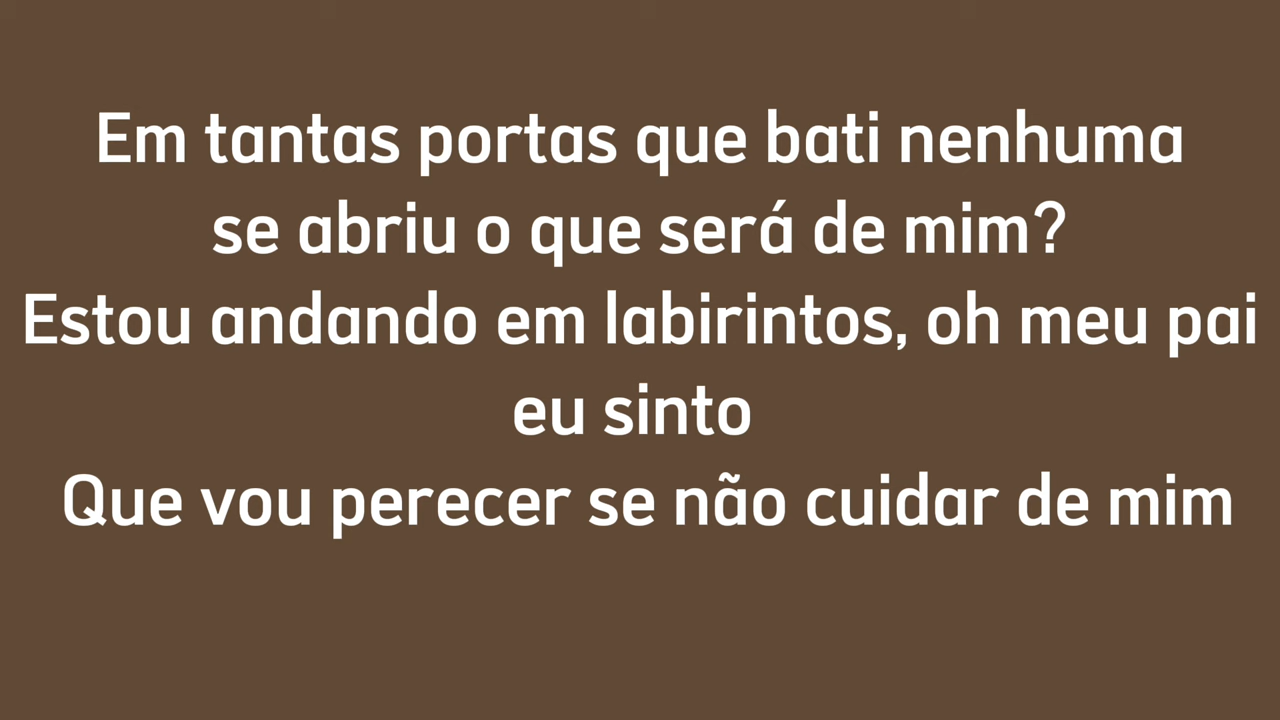 Em tantas portas que bati nenhuma
se abriu o que será de mim?
Estou andando em labirintos, oh meu pai
eu sinto
Que vou perecer se não cuidar de mim